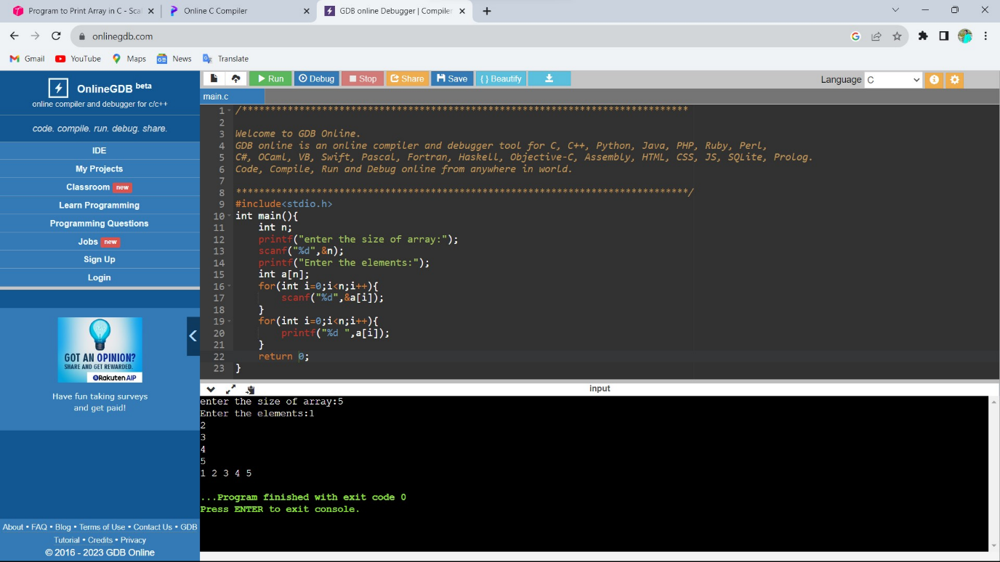 Program to Print Array in C - Scal
Online C Compiler
GDB online Debugger | Compiler
onlinegdb.com
Gmail YouTube Maps News Translate
OnlineGDB beta
online compiler and debugger for c/c++
code. compile. run. debug. share.
IDE
My Projects
Classroom new
Learn Programming
Programming Questions
Jobs new
Sign Up
Login
GOT AN OPINION?
SHARE AND GET REWARDED.
Rakuten AIP
Have fun taking surveys
and get paid!
About • FAQ • Blog • Terms of Use • Contact Us • GDB
Tutorial • Credits • Privacy
© 2016 - 2023 GDB Online
Run Debug Stop Share Save { } Beautify
Language C
main.c
1 /******************************************************************************
2
3 Welcome to GDB Online.
4 GDB online is an online compiler and debugger tool for C, C++, Python, Java, PHP, Ruby, Perl,
5 C#, OCaml, VB, Swift, Pascal, Fortran, Haskell, Objective-C, Assembly, HTML, CSS, JS, SQLite, Prolog.
6 Code, Compile, Run and Debug online from anywhere in world.
7
8 *******************************************************************************/
9 #include<stdio.h>
10 int main(){
11     int n;
12     printf("enter the size of array:");
13     scanf("%d",&n);
14     printf("Enter the elements:");
15     int a[n];
16     for(int i=0;i<n;i++){
17         scanf("%d",&a[i]);
18     }
19     for(int i=0;i<n;i++){
20         printf("%d ",a[i]);
21     }
22     return 0;
23 }
input
enter the size of array:5
Enter the elements:1
2
3
4
5
1 2 3 4 5
...Program finished with exit code 0
Press ENTER to exit console.